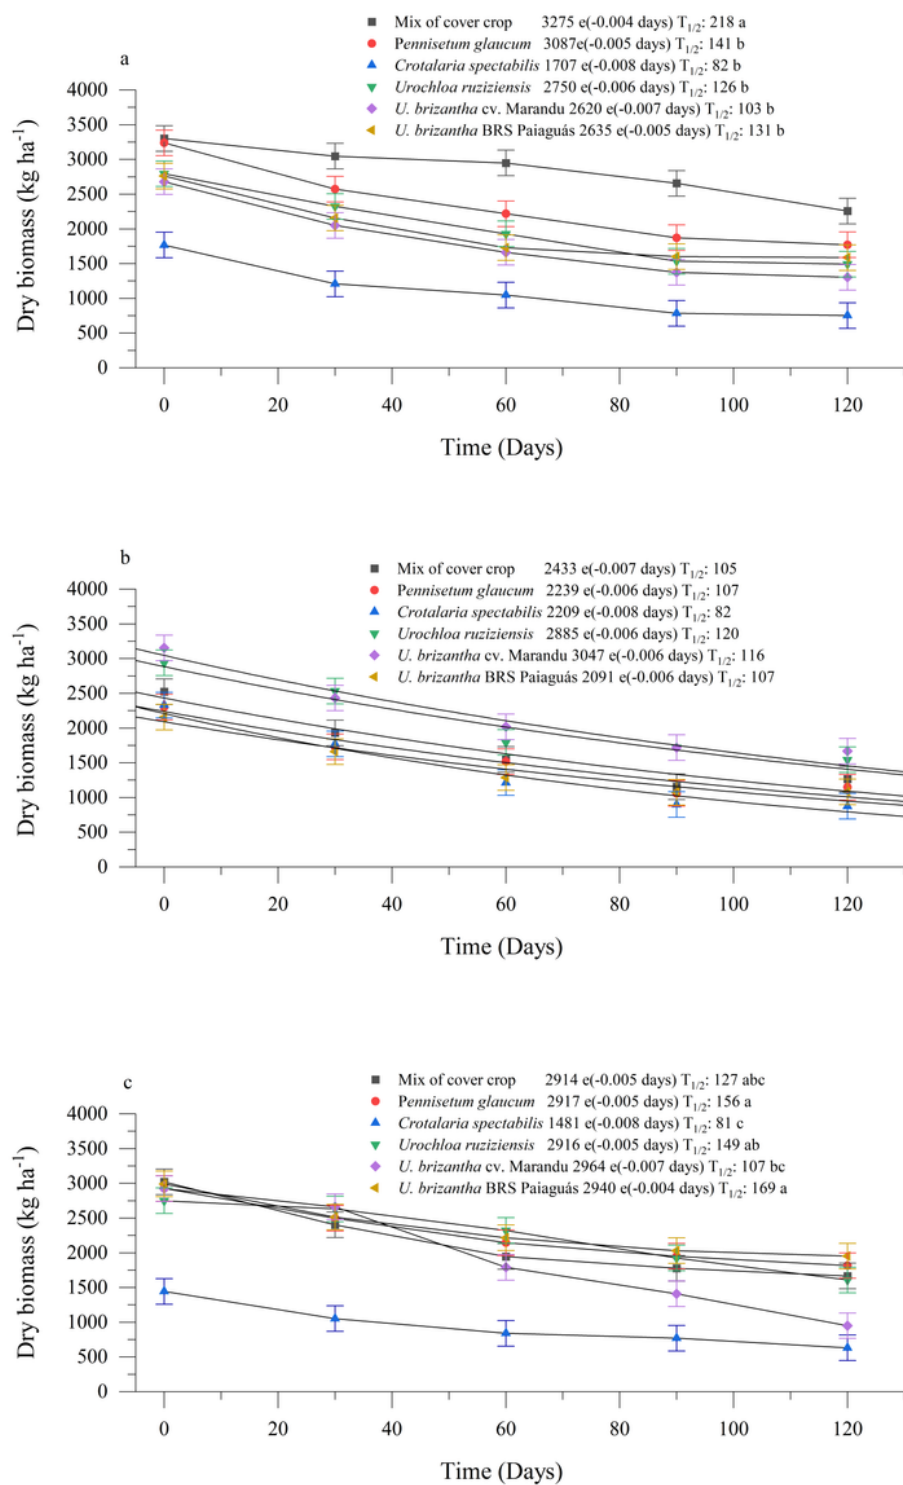 a
Mix of cover crop 3275 e(-0.004 days) T1/2: 218 a
Pennisetum glaucum 3087e(-0.005 days) T1/2: 141 b
Crotalaria spectabilis 1707 e(-0.008 days) T1/2: 82 b
Urochloa ruziziensis 2750 e(-0.006 days) T1/2: 126 b
U. brizantha cv. Marandu 2620 e(-0.007 days) T1/2: 103 b
U. brizantha BRS Paiaguás 2635 e(-0.005 days) T1/2: 131 b
Dry biomass (kg ha-1)
4000
3500
3000
2500
2000
1500
1000
500
0
0 20 40 60 80 100 120
Time (Days)
b
Mix of cover crop 2433 e(-0.007 days) T1/2: 105
Pennisetum glaucum 2239 e(-0.006 days) T1/2: 107
Crotalaria spectabilis 2209 e(-0.008 days) T1/2: 82
Urochloa ruziziensis 2885 e(-0.006 days) T1/2: 120
U. brizantha cv. Marandu 3047 e(-0.006 days) T1/2: 116
U. brizantha BRS Paiaguás 2091 e(-0.006 days) T1/2: 107
Dry biomass (kg ha-1)
4000
3500
3000
2500
2000
1500
1000
500
0
0 20 40 60 80 100 120
Time (Days)
c
Mix of cover crop 2914 e(-0.005 days) T1/2: 127 abc
Pennisetum glaucum 2917 e(-0.005 days) T1/2: 156 a
Crotalaria spectabilis 1481 e(-0.008 days) T1/2: 81 c
Urochloa ruziziensis 2916 e(-0.005 days) T1/2: 149 ab
U. brizantha cv. Marandu 2964 e(-0.007 days) T1/2: 107 bc
U. brizantha BRS Paiaguás 2940 e(-0.004 days) T1/2: 169 a
Dry biomass (kg ha-1)
4000
3500
3000
2500
2000
1500
1000
500
0
0 20 40 60 80 100 120
Time (Days)